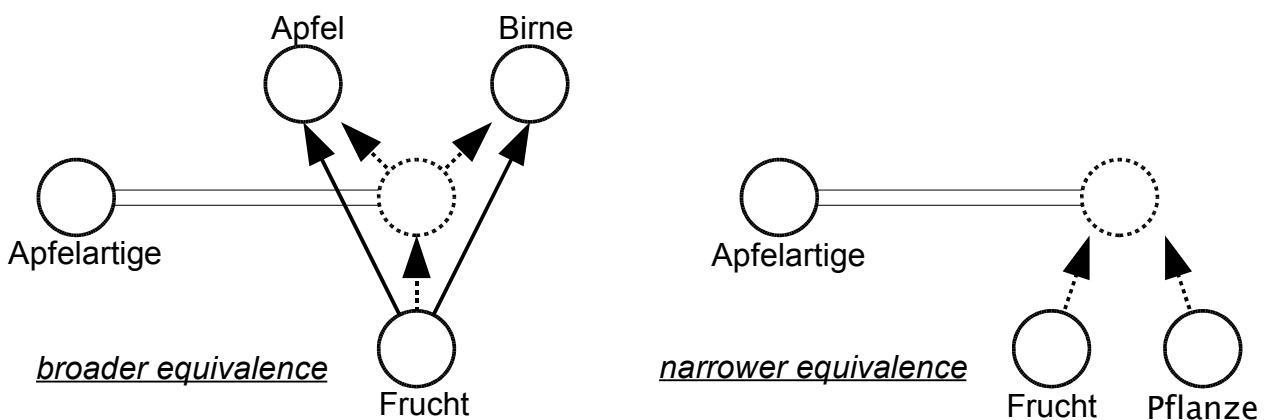 Apfel
Birne
Apfelartige
broader equivalence
Frucht
Apfelartige
narrower equivalence
Frucht
Pflanze